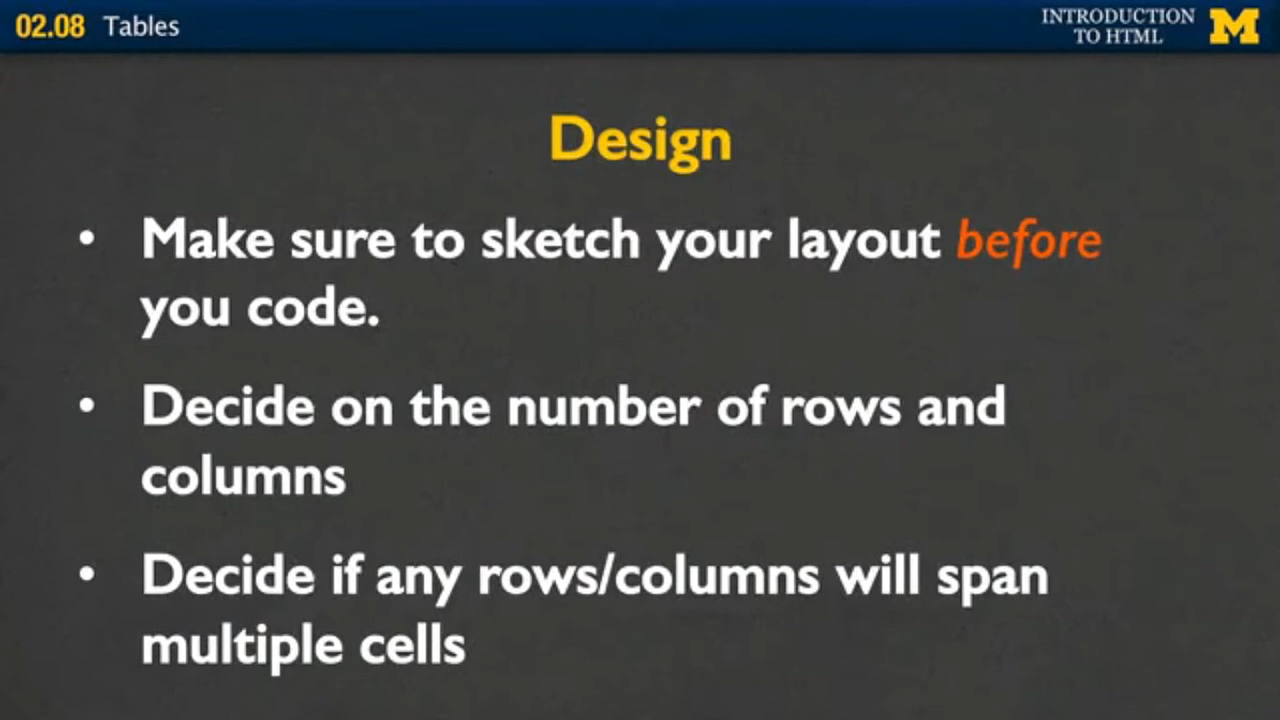 02.08 Tables
INTRODUCTION
TO HTML
M
Design
• Make sure to sketch your layout before
you code.
• Decide on the number of rows and
columns
• Decide if any rows/columns will span
multiple cells